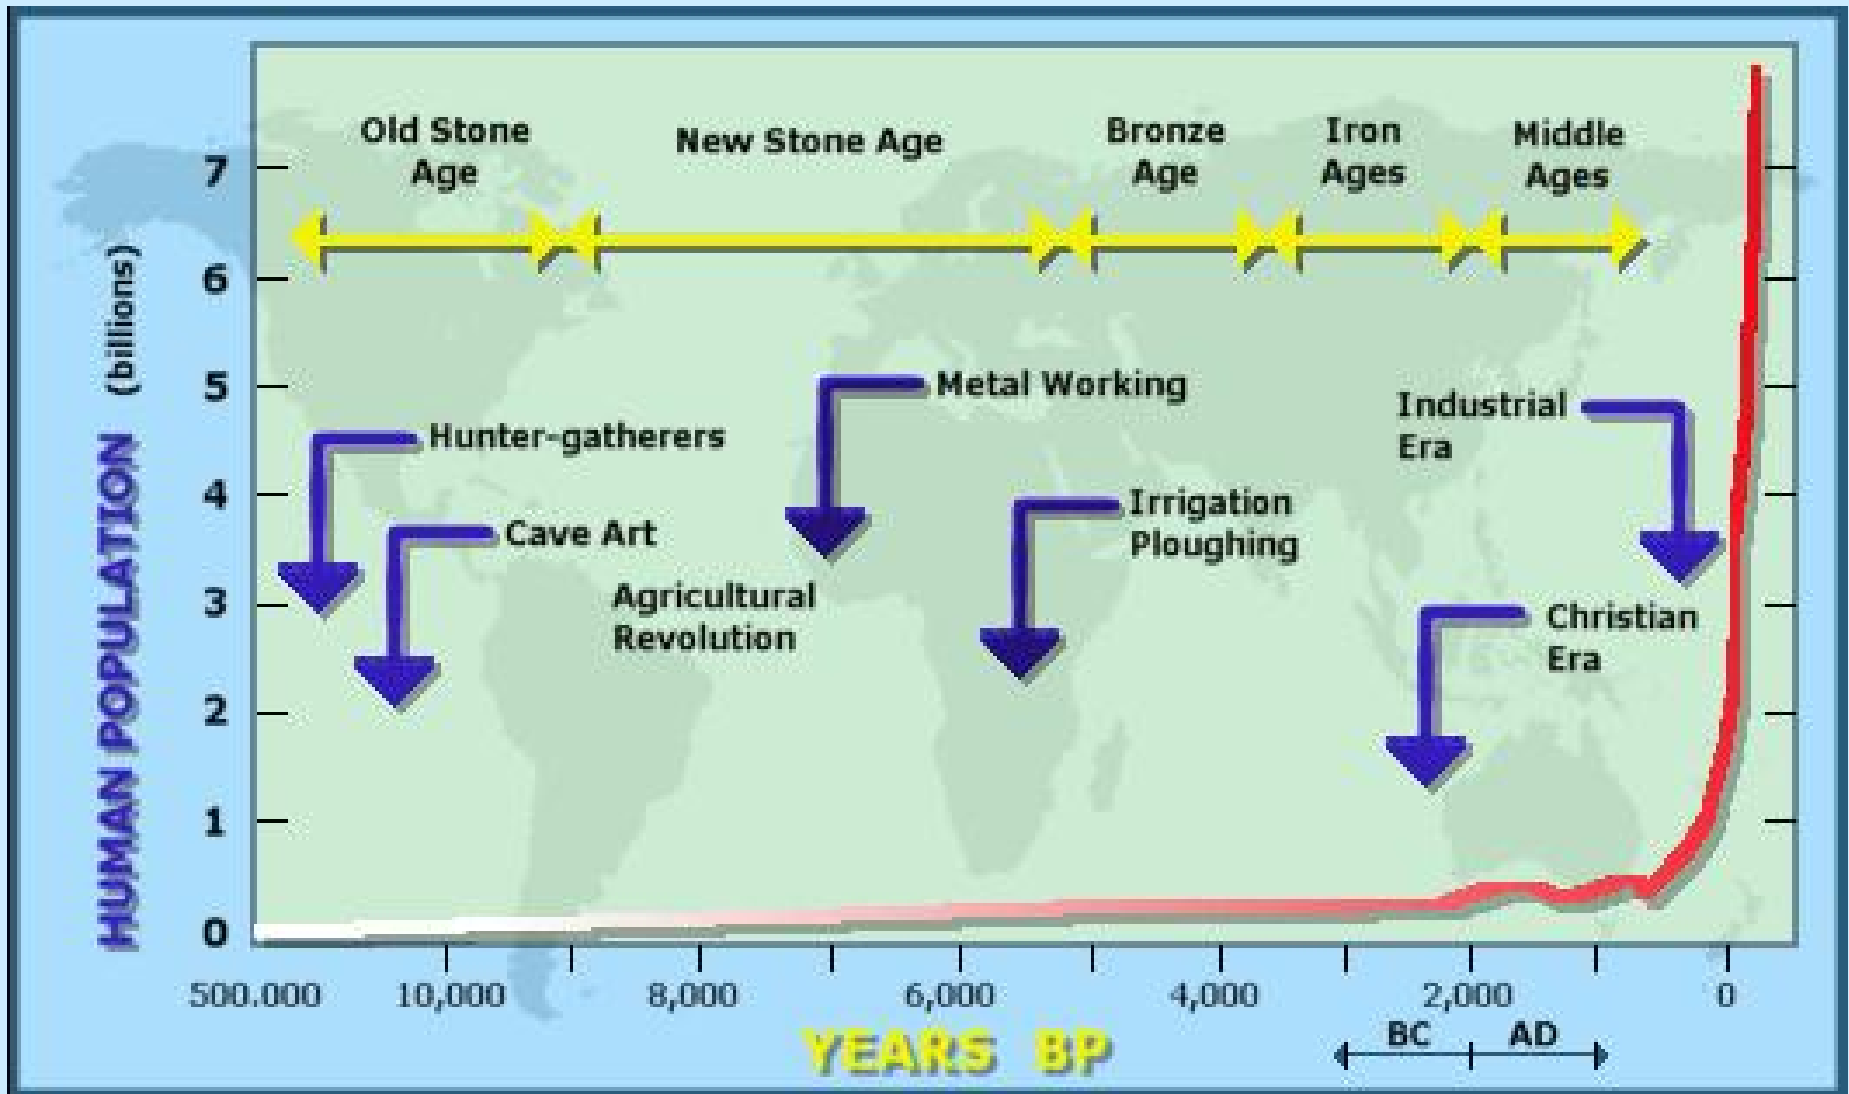 Old Stone
Age
New Stone Age
Bronze
Age
Iron
Ages
Middle
Ages
7
6
5
4
3
2
1
0
HUMAN POPULATION (billions)
Hunter-gatherers
Cave Art
Agricultural
Revolution
Metal Working
Irrigation
Ploughing
Industrial
Era
Christian
Era
500.000 10,000 8,000 6,000 4,000 2,000 0
BC AD
YEARS BP